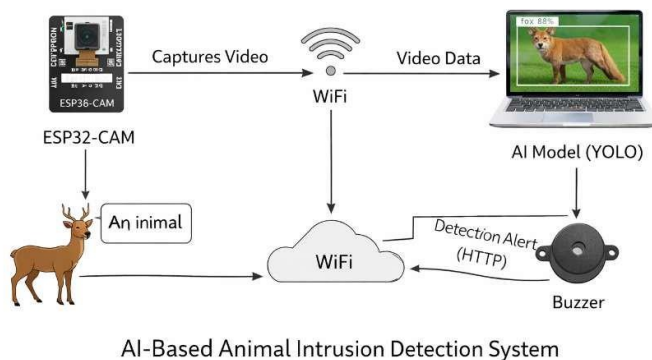 Captures Video
Video Data
fox 88%
ESP36-CAM
WiFi
ESP32-CAM
AI Model (YOLO)
An inimal
WiFi
Detection Alert
(HTTP)
Buzzer
AI-Based Animal Intrusion Detection System